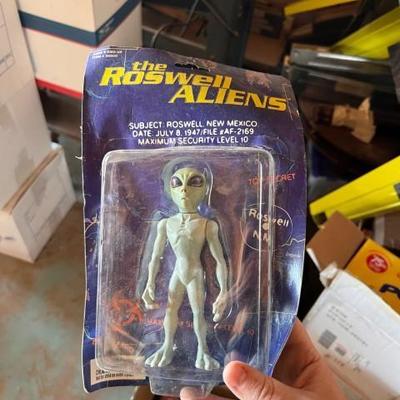 the
Roswell
ALIENS
SUBJECT: ROSWELL NEW MEXICO
DATE: JULY 8, 1947/FILE #AF-2169
MAXIMUM SECURITY LEVEL 10
TOP SECRET
Roswell
NM